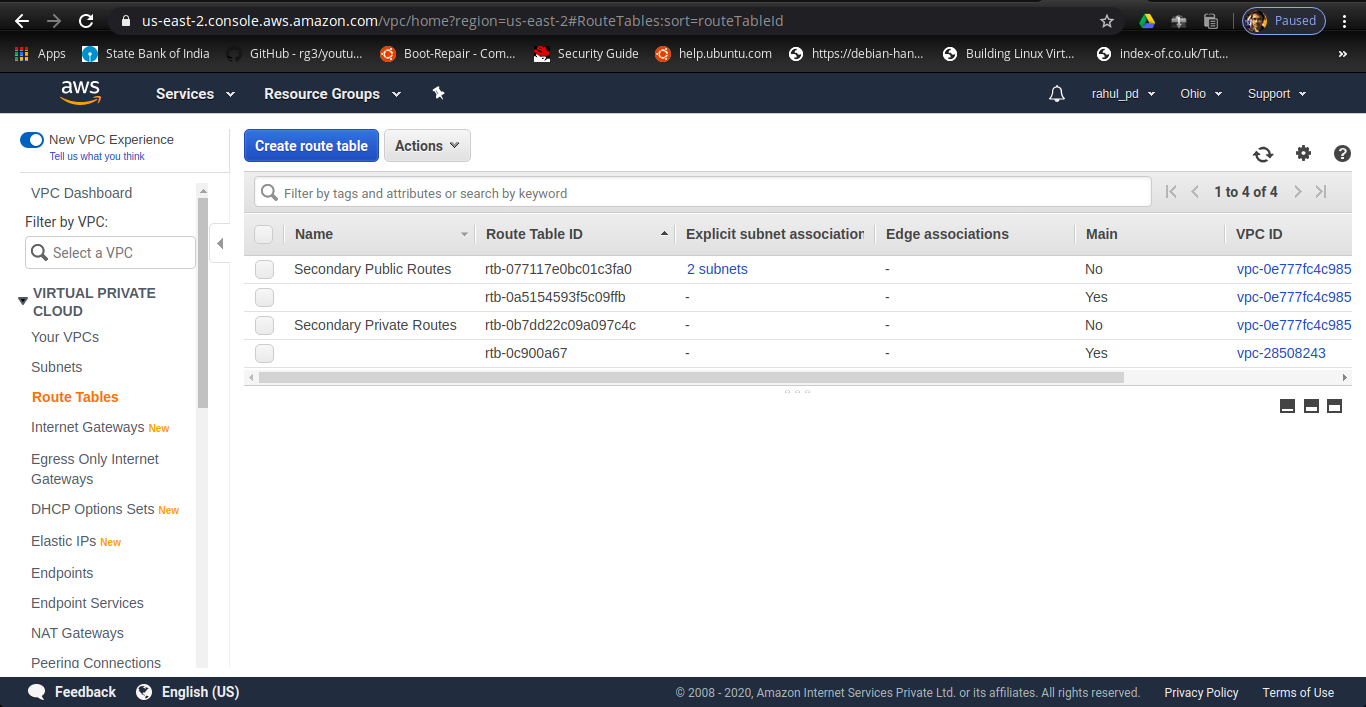 us-east-2.console.aws.amazon.com/vpc/home?region=us-east-2#RouteTables:sort=routeTableId
Paused
Apps State Bank of India GitHub - rg3/youtu... Boot-Repair - Com... Security Guide help.ubuntu.com https://debian-han... Building Linux Virt... index-of.co.uk/Tut... »
aws Services Resource Groups rahul_pd Ohio Support
New VPC Experience
Tell us what you think
VPC Dashboard
Filter by VPC:
Select a VPC
VIRTUAL PRIVATE
CLOUD
Your VPCs
Subnets
Route Tables
Internet Gateways New
Egress Only Internet
Gateways
DHCP Options Sets New
Elastic IPs New
Endpoints
Endpoint Services
NAT Gateways
Peering Connections
Create route table Actions
Filter by tags and attributes or search by keyword
1 to 4 of 4
Name Route Table ID Explicit subnet association Edge associations Main VPC ID
Secondary Public Routes rtb-077117e0bc01c3fa0 2 subnets - No vpc-0e777fc4c985
rtb-0a5154593f5c09ffb - - Yes vpc-0e777fc4c985
Secondary Private Routes rtb-0b7dd22c09a097c4c - - No vpc-0e777fc4c985
rtb-0c900a67 - - Yes vpc-28508243
Feedback English (US)
© 2008 - 2020, Amazon Internet Services Private Ltd. or its affiliates. All rights reserved. Privacy Policy Terms of Use